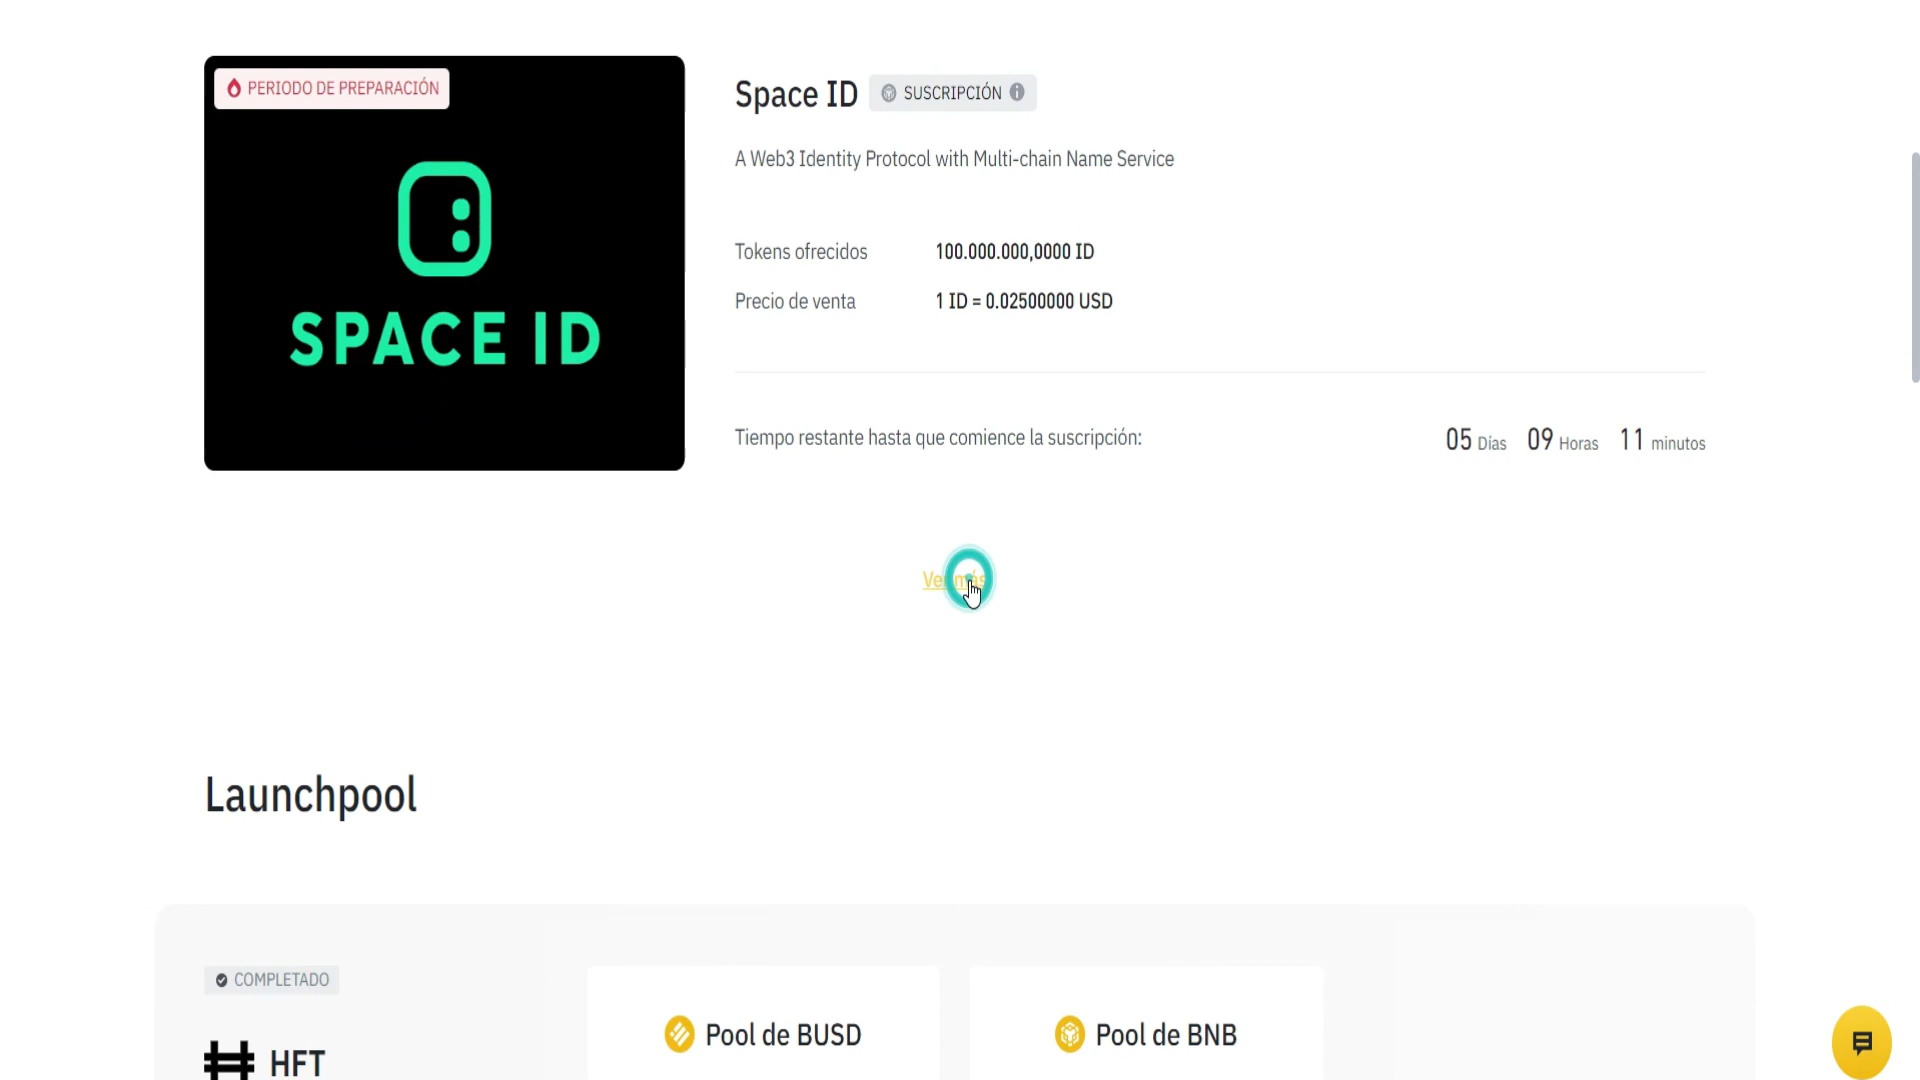 PERIODO DE PREPARACIÓN
SPACE ID
Space ID SUSCRIPCIÓN
A Web3 Identity Protocol with Multi-chain Name Service
Tokens ofrecidos 100.000.000,0000 ID
Precio de venta 1 ID = 0.02500000 USD
Tiempo restante hasta que comience la suscripción: 05 Días 09 Horas 11 minutos
Ver más
Launchpool
COMPLETADO
HFT
Pool de BUSD
Pool de BNB